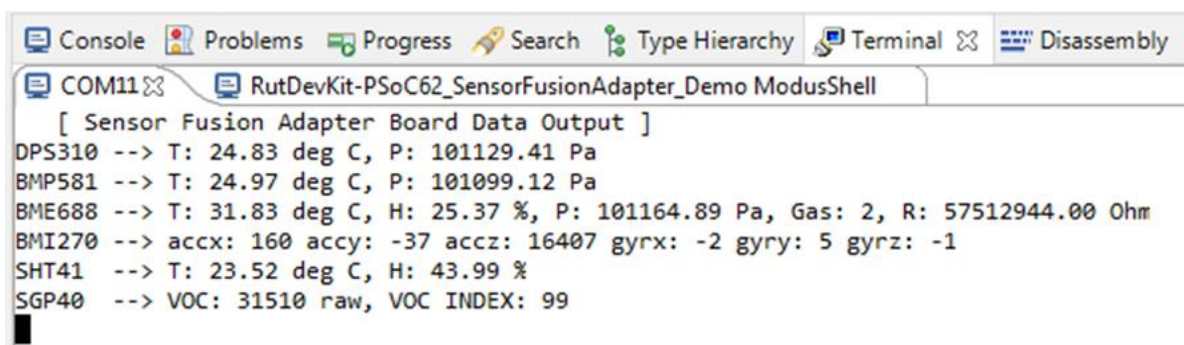 Console Problems Progress Search Type Hierarchy Terminal Disassembly
COM11 RutDevKit-PSoC62_SensorFusionAdapter_Demo ModusShell
[ Sensor Fusion Adapter Board Data Output ]
DPS310 --> T: 24.83 deg C, P: 101129.41 Pa
BMP581 --> T: 24.97 deg C, P: 101099.12 Pa
BME688 --> T: 31.83 deg C, H: 25.37 %, P: 101164.89 Pa, Gas: 2, R: 57512944.00 Ohm
BMI270 --> accx: 160 accy: -37 accz: 16407 gyrx: -2 gyry: 5 gyrz: -1
SHT41 --> T: 23.52 deg C, H: 43.99 %
SGP40 --> VOC: 31510 raw, VOC INDEX: 99